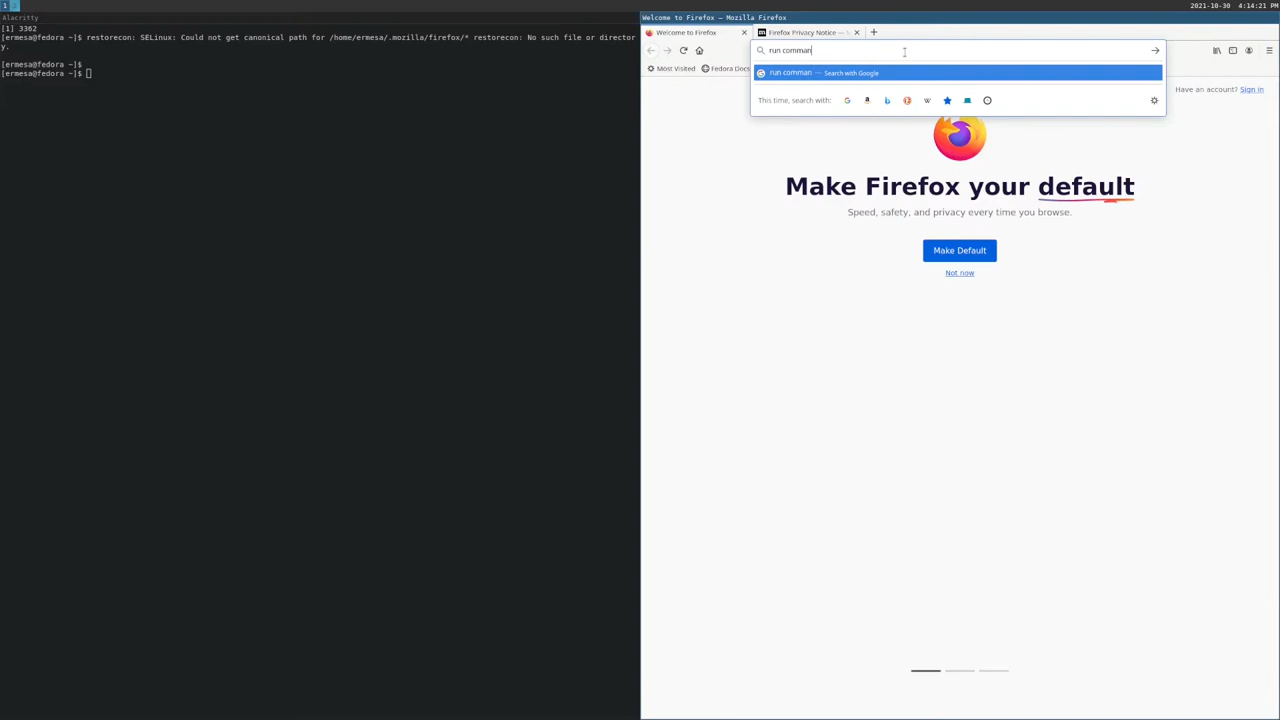 1 2
2021-10-30 4:14:21 PM
Alacritty
[1] 3362
[ermesa@fedora ~]$ restorecon: SELinux: Could not get canonical path for /home/ermesa/.mozilla/firefox/* restorecon: No such file or director
y.
[ermesa@fedora ~]$
[ermesa@fedora ~]$
Welcome to Firefox — Mozilla Firefox
Welcome to Firefox
Firefox Privacy Notice —
run comman
run comman — Search with Google
Most Visited
Fedora Docs
This time, search with:
Have an account? Sign in
Make Firefox your default
Speed, safety, and privacy every time you browse.
Make Default
Not now